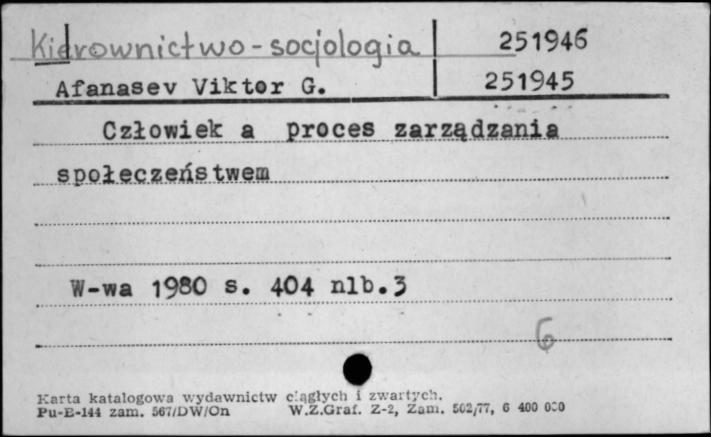 Kierownictwo - socjologia 251946
Afanasev Viktor G. 251945
Człowiek a proces zarządzania
społeczeństwem
W-wa 1980 s. 404 nlb.3
6
Karta katalogowa wydawnictw ciągłych i zwartych.
Pu-E-144 zam. 567/DW/On W.Z.Graf. Z-2, Zam. 502/77, 6 400 000